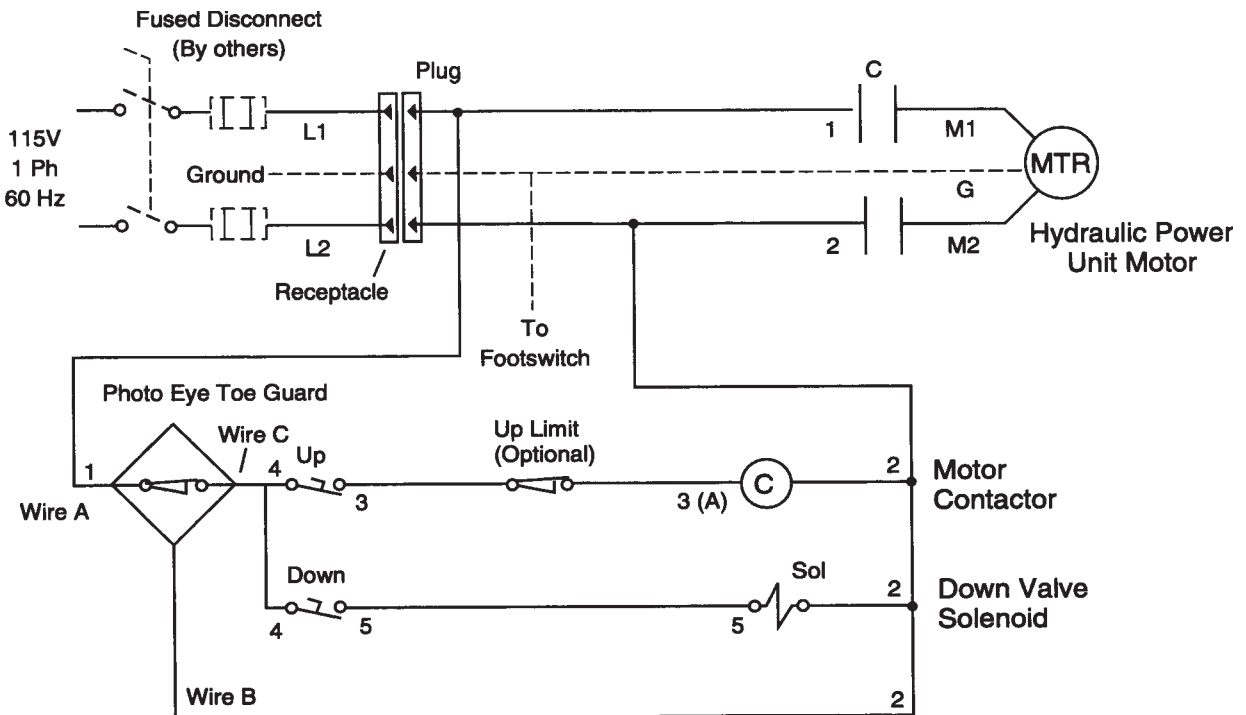 Fused Disconnect
(By others)
Plug
C
115V
1 Ph
60 Hz
L1
1
M1
Ground
MTR
G
L2
2
M2
Hydraulic Power
Unit Motor
Receptacle
To
Footswitch
Photo Eye Toe Guard
Wire C
1
4
Up
Up Limit
(Optional)
2
Motor
Contactor
Wire A
3
3 (A)
C
Down
Sol
2
Down Valve
Solenoid
4
5
5
Wire B
2